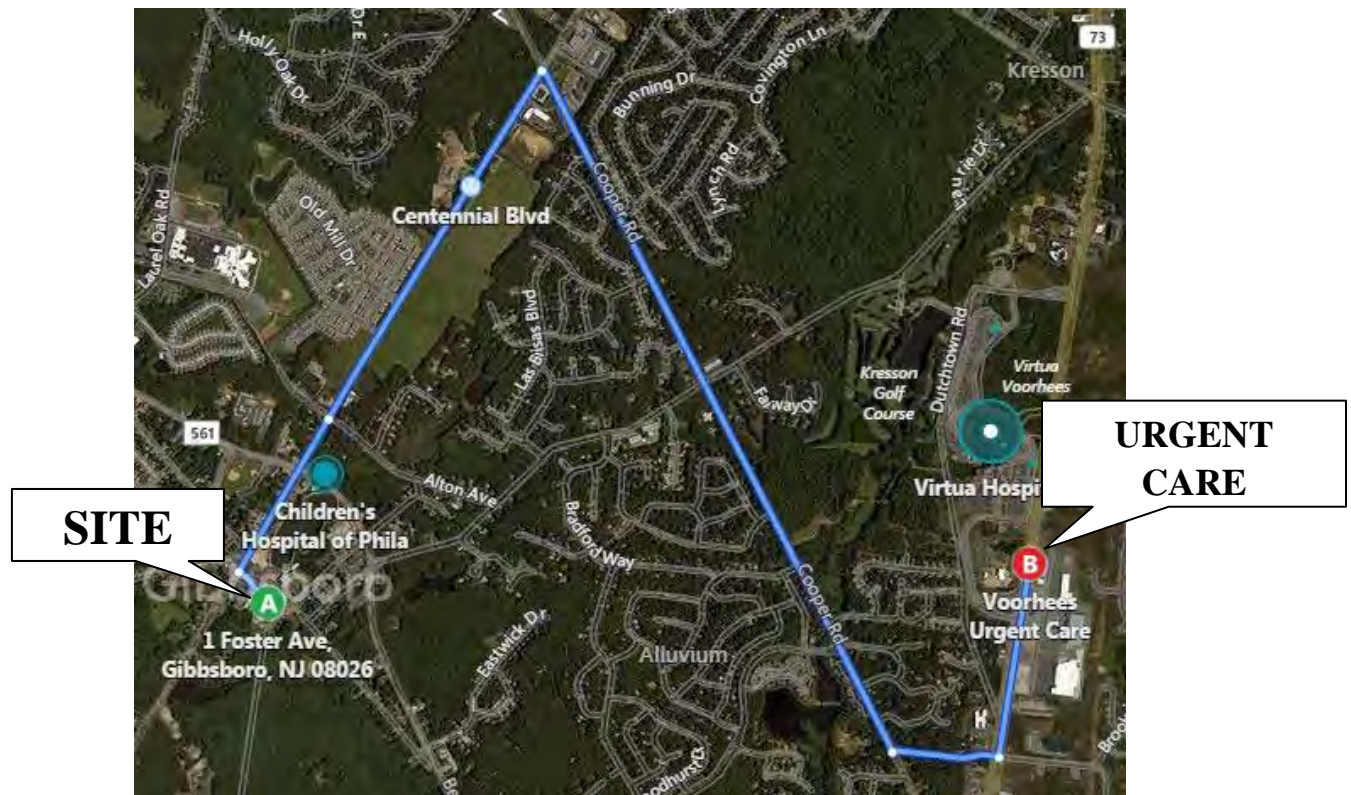 Dr E
Holly Oak Dr
Laurel Oak Rd
Old Mill Dr
Centennial Blvd
Bunning Dr
Covington Ln
Lynch Rd
Cooper Rd
73
Kresson
Laurie Ln
Las Brisas Blvd
Fairway Dr
Kresson
Golf
Course
Dutchtown Rd
Virtua
Voorhees
561
Alton Ave
Children's
Hospital of Phila
SITE
Gibbsboro
A
1 Foster Ave,
Gibbsboro, NJ 08026
Bradford Way
Eastwick Dr
Alluvium
Cooper Rd
Virtua Hospi
URGENT
CARE
B
Voorhees
Urgent Care